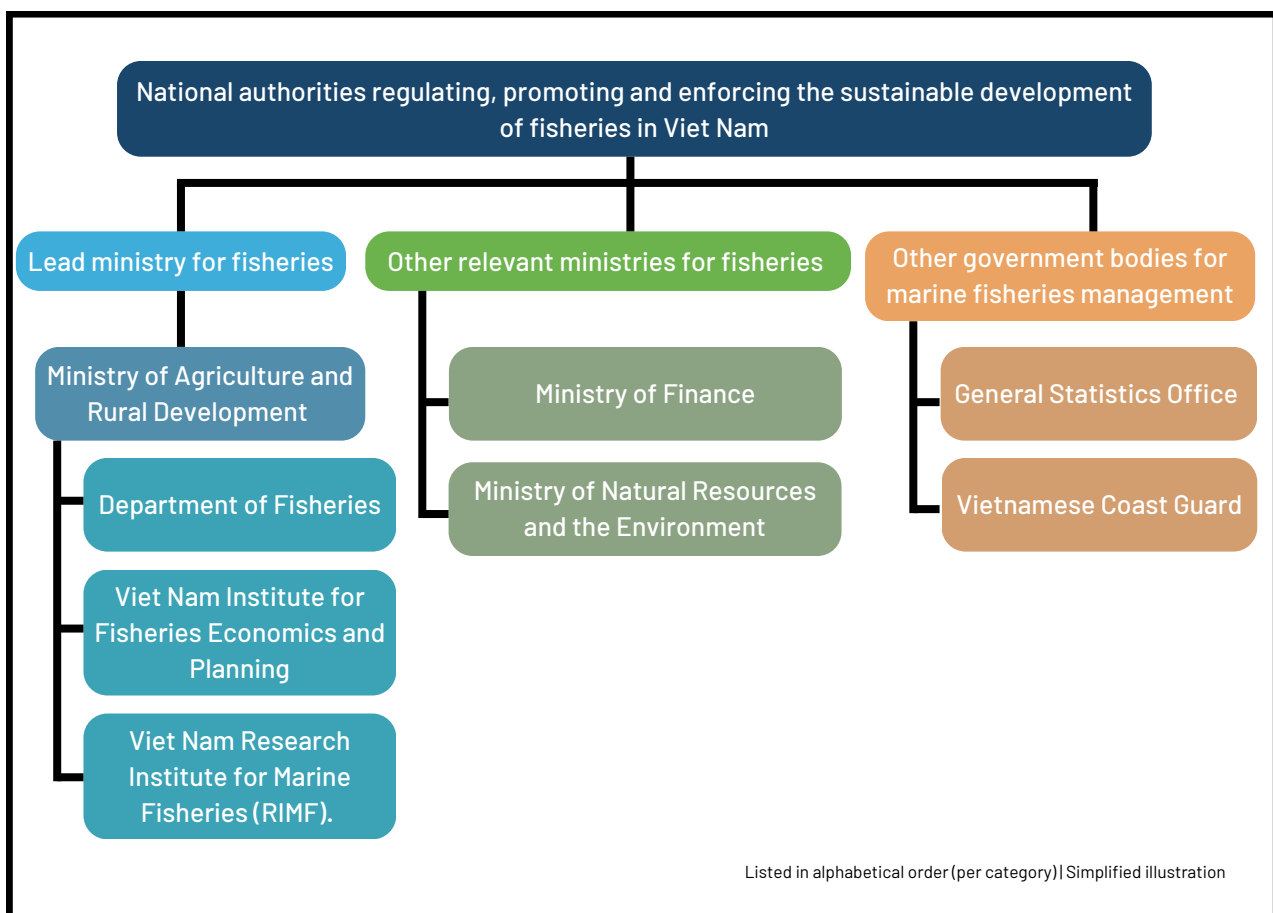 National authorities regulating, promoting and enforcing the sustainable development
of fisheries in Viet Nam
Lead ministry for fisheries
Ministry of Agriculture and
Rural Development
Department of Fisheries
Viet Nam Institute for
Fisheries Economics and
Planning
Viet Nam Research
Institute for Marine
Fisheries (RIMF).
Other relevant ministries for fisheries
Ministry of Finance
Ministry of Natural Resources
and the Environment
Other government bodies for
marine fisheries management
General Statistics Office
Vietnamese Coast Guard
Listed in alphabetical order (per category) | Simplified illustration